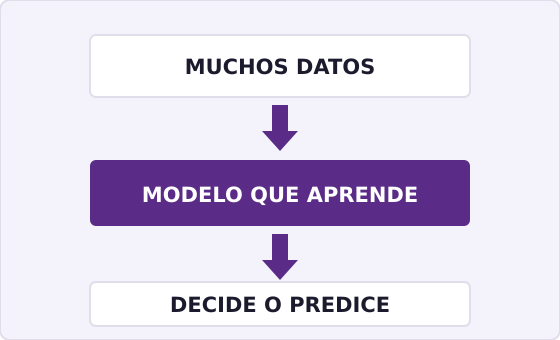 MUCHOS DATOS
MODELO QUE APRENDE
DECIDE O PREDICE